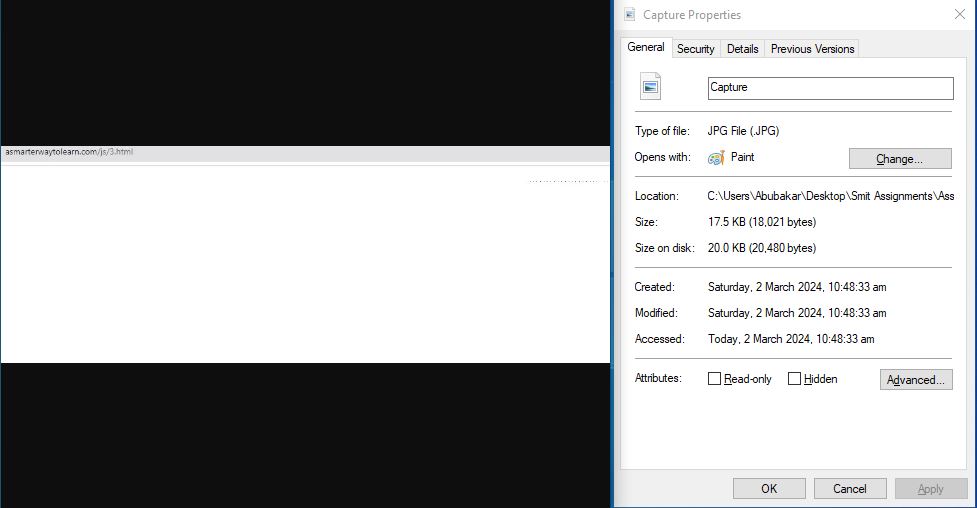 asmarterwaytolearn.com/js/3.html
Capture Properties
General Security Details Previous Versions
Capture
Type of file: JPG File (.JPG)
Opens with: Paint Change...
Location: C:\Users\Abubakar\Desktop\Smit Assignments\Ass
Size: 17.5 KB (18,021 bytes)
Size on disk: 20.0 KB (20,480 bytes)
Created: Saturday, 2 March 2024, 10:48:33 am
Modified: Saturday, 2 March 2024, 10:48:33 am
Accessed: Today, 2 March 2024, 10:48:33 am
Attributes: Read-only Hidden Advanced...
OK Cancel Apply